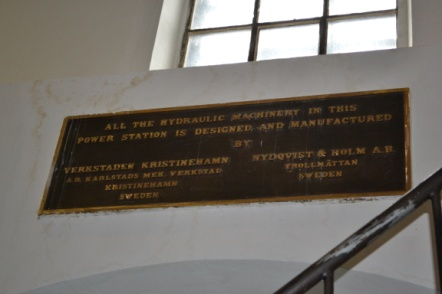 ALL THE HYDRAULIC MACHINERY IN THIS
POWER STATION IS DESIGNED AND MANUFACTURED
BY
VERKSTADEN KRISTINEHAMN
A.B. KARLSTADS MEK. VERKSTAD
KRISTINEHAMN
SWEDEN
NYDQVIST & HOLM A.B.
TROLLHÄTTAN
SWEDEN